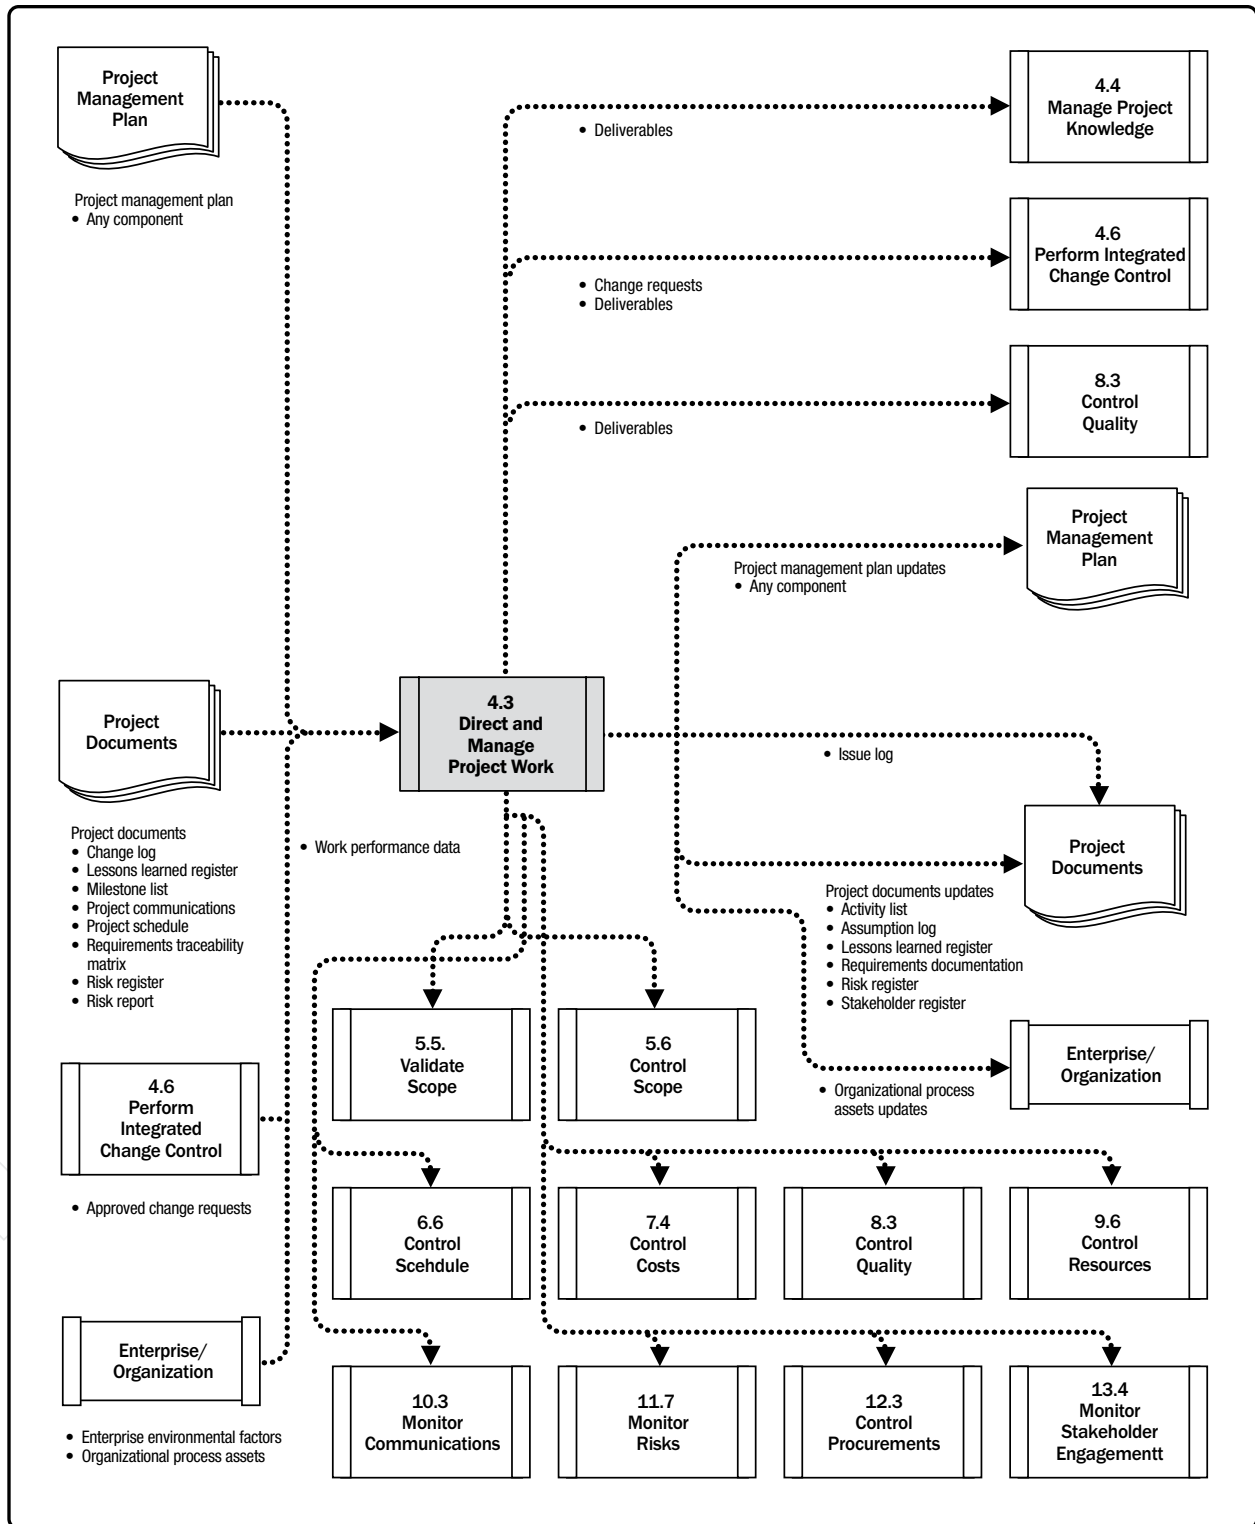 Project
Management
Plan
Project management plan
• Any component
4.4
Manage Project
Knowledge
• Deliverables
4.6
Perform Integrated
Change Control
• Change requests
• Deliverables
8.3
Control
Quality
• Deliverables
Project
Management
Plan
Project management plan updates
• Any component
Project
Documents
4.3
Direct and
Manage
Project Work
• Issue log
Project documents
• Change log
• Lessons learned register
• Milestone list
• Project communications
• Project schedule
• Requirements traceability
matrix
• Risk register
• Risk report
• Work performance data
Project
Documents
Project documents updates
• Activity list
• Assumption log
• Lessons learned register
• Requirements documentation
• Risk register
• Stakeholder register
5.5.
Validate
Scope
5.6
Control
Scope
Enterprise/
Organization
• Organizational process
assets updates
4.6
Perform
Integrated
Change Control
• Approved change requests
6.6
Control
Scehdule
7.4
Control
Costs
8.3
Control
Quality
9.6
Control
Resources
Enterprise/
Organization
• Enterprise environmental factors
• Organizational process assets
10.3
Monitor
Communications
11.7
Monitor
Risks
12.3
Control
Procurements
13.4
Monitor
Stakeholder
Engagementt